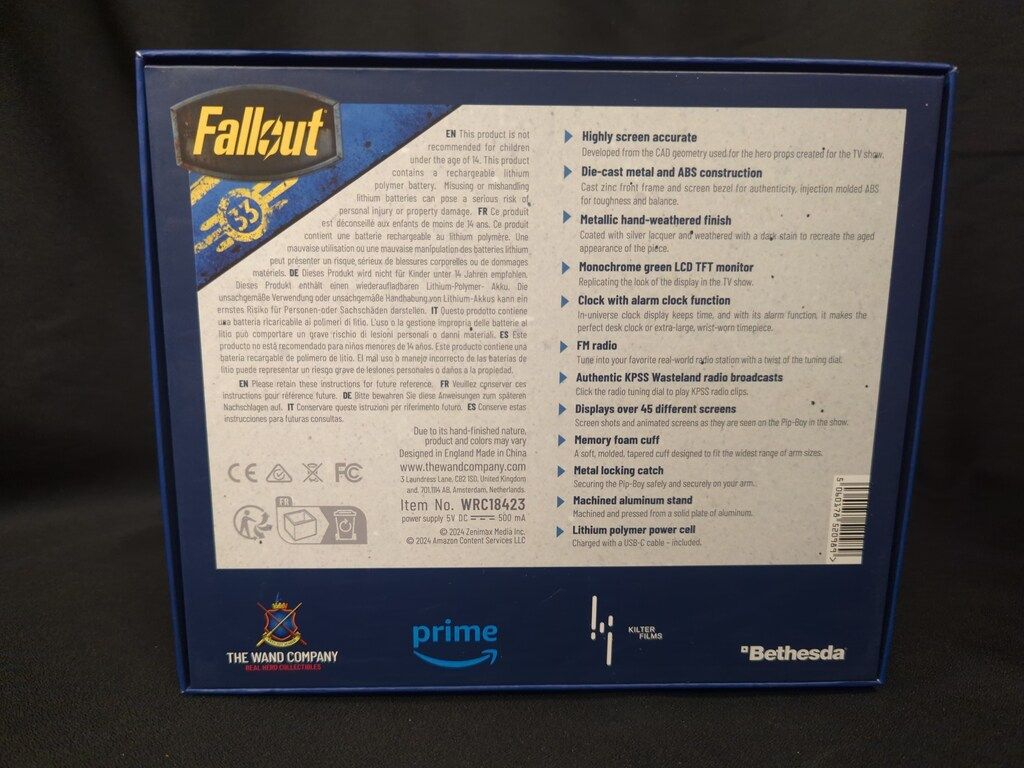 Fallout
33
EN This product is not
recommended for children
under the age of 14. This product
contains a rechargeable lithium
polymer battery. Misusing or mishandling
lithium batteries can pose a serious risk of
personal injury or property damage. FR Ce produit
est déconseillé aux enfants de moins de 14 ans. Ce produit
contient une batterie rechargeable au lithium polymère. Une
mauvaise utilisation ou une mauvaise manipulation des batteries lithium
peut présenter un risque sérieux de blessures corporelles ou de dommages
matériels. DE Dieses Produkt wird nicht für Kinder unter 14 Jahren empfohlen.
Dieses Produkt enthält einen wiederaufladbaren Lithium-Polymer- Akku. Die
unsachgemäße Verwendung oder unsachgemäße Handhabung von Lithium-Akkus kann ein
ernstes Risiko für Personen-oder Sachschäden darstellen. IT Questo prodotto contiene
una batteria ricaricabile ai polimeri di litio. L'uso o la gestione impropria delle batterie al
litio può comportare un grave rischio di lesioni personali o danni materiali. ES Este
producto no está recomendado para niños menores de 14 años. Este producto contiene una
batería recargable de polímero de litio. El mal uso o manejo incorrecto de las baterías de
litio puede representar un riesgo grave de lesiones personales o daños a la propiedad.
EN Please retain these instructions for future reference. FR Veuillez conserver ces
instructions pour référence future. DE Bitte bewahren Sie diese Anweisungen zum späteren
Nachschlagen auf. IT Conservare queste istruzioni per riferimento futuro. ES Conserve estas
instrucciones para futuras consultas.
Due to its hand-finished nature,
product and colors may vary
Designed in England Made in China
www.thewandcompany.com
3 Laundress Lane, CB2 1SD, United Kingdom
and. 701,1114 AB, Amsterdam, Netherlands.
Item No. WRC18423
power supply 5V DC 500 mA
© 2024 Zenimax Media Inc.
© 2024 Amazon Content Services LLC
CE
FC
FR
Highly screen accurate
Developed from the CAD geometry used for the hero props created for the TV show.
Die-cast metal and ABS construction
Cast zinc front frame and screen bezel for authenticity, injection molded ABS
for toughness and balance.
Metallic hand-weathered finish
Coated with silver lacquer and weathered with a dark stain to recreate the aged
appearance of the piece.
Monochrome green LCD TFT monitor
Replicating the look of the display in the TV show.
Clock with alarm clock function
In-universe clock display keeps time, and with its alarm function, it makes the
perfect desk clock or extra-large, wrist-worn timepiece.
FM radio
Tune into your favorite real-world radio station with a twist of the tuning dial.
Authentic KPSS Wasteland radio broadcasts
Click the radio tuning dial to play KPSS radio clips.
Displays over 45 different screens
Screen shots and animated screens as they are seen on the Pip-Boy in the show.
Memory foam cuff
A soft, molded, tapered cuff designed to fit the widest range of arm sizes.
Metal locking catch
Securing the Pip-Boy safely and securely on your arm.
Machined aluminum stand
Machined and pressed from a solid plate of aluminum.
Lithium polymer power cell
Charged with a USB-C cable – included.
5 060178 520989 >
THE WAND COMPANY
REAL HERO COLLECTIBLES
prime
KILTER
FILMS
Bethesda